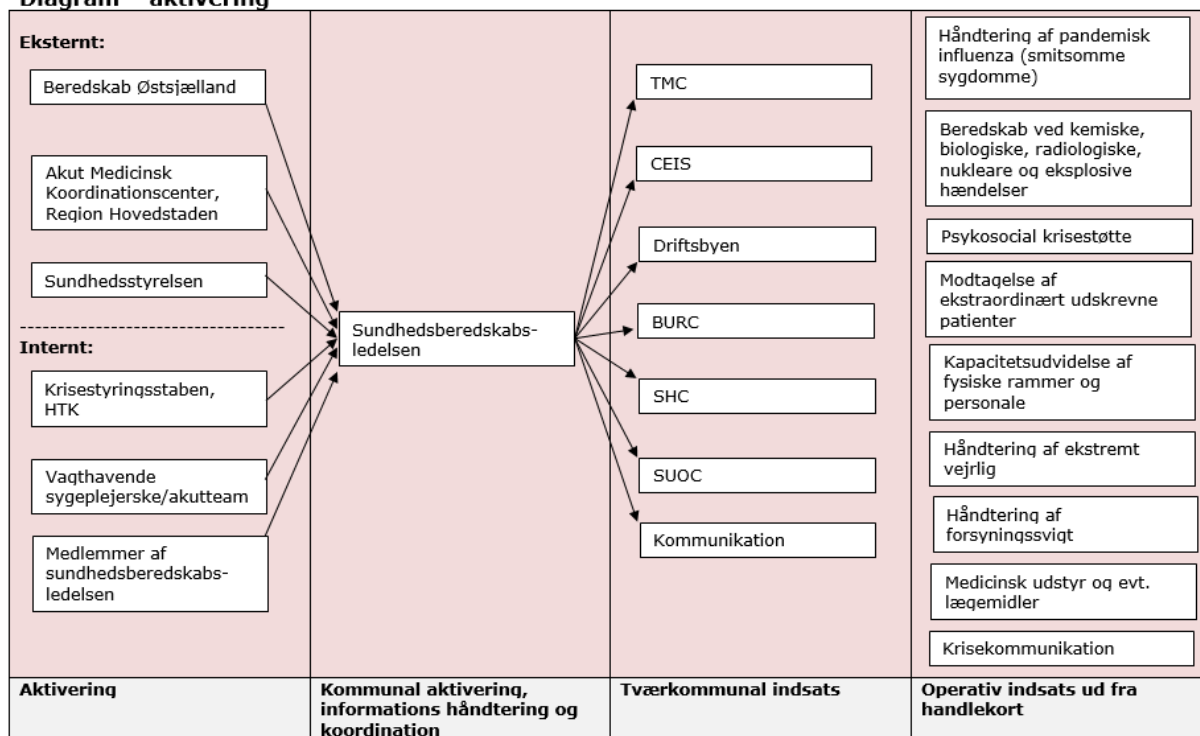 Diagram – aktivering
Eksternt:
Beredskab Østsjælland
Akut Medicinsk
Koordinationscenter,
Region Hovedstaden
Sundhedsstyrelsen
Internt:
Krisestyringsstaben,
HTK
Vagthavende
sygeplejerske/akutteam
Medlemmer af
sundhedsberedskabs-
ledelsen
Sundhedsberedskabs-
ledelsen
TMC
CEIS
Driftsbyen
BURC
SHC
SUOC
Kommunikation
Håndtering af pandemisk
influenza (smitsomme
sygdomme)
Beredskab ved kemiske,
biologiske, radiologiske,
nukleare og eksplosive
hændelser
Psykosocial krisestøtte
Modtagelse af
ekstraordinært udskrevne
patienter
Kapacitetsudvidelse af
fysiske rammer og
personale
Håndtering af ekstremt
vejrlig
Håndtering af
forsyningssvigt
Medicinsk udstyr og evt.
lægemidler
Krisekommunikation
Aktivering
Kommunal aktivering,
informations håndtering og
koordination
Tværkommunal indsats
Operativ indsats ud fra
handlekort